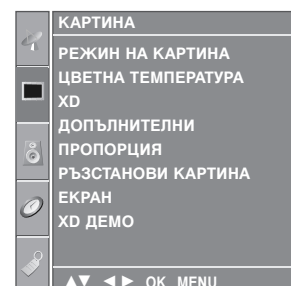 КАРТИНА
РЕЖИН НА КАРТИНА
ЦВЕТНА ТЕМПЕРАТУРА
XD
ДОПЪЛНИТЕЛНИ
ПРОПОРЦИЯ
РЪЗСТАНОВИ КАРТИНА
ЕКРАН
XD ДЕМО
▲▼ ◄► OK MENU